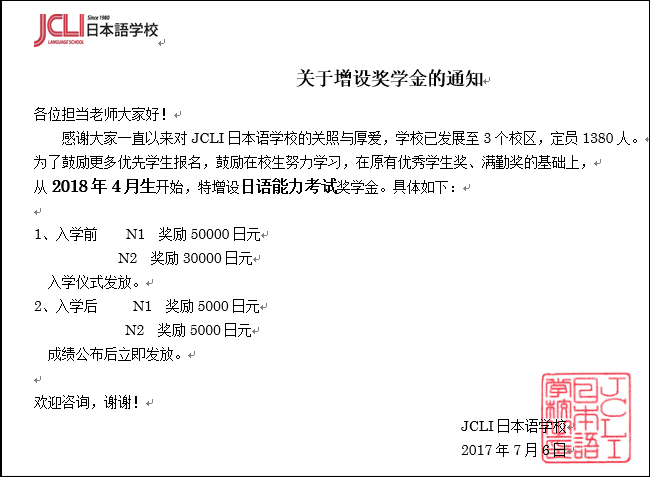 Since 1980
JCLI日本語学校
LANGUAGE SCHOOL
关于增设奖学金的通知
各位担当老师大家好！
感谢大家一直以来对 JCLI 日本语学校的关照与厚爱，学校已发展至 3 个校区，定员 1380 人。
为了鼓励更多优先学生报名，鼓励在校生努力学习，在原有优秀学生奖、满勤奖的基础上，
从 2018 年 4 月生开始，特增设日语能力考试奖学金。具体如下：
1、入学前 N1 奖励 50000 日元
N2 奖励 30000 日元
入学仪式发放。
2、入学后 N1 奖励 5000 日元
N2 奖励 5000 日元
成绩公布后立即发放。
欢迎咨询，谢谢！
JCLI 日本语学校
2017 年 7 月 6 日
JCLI
日本語
学校